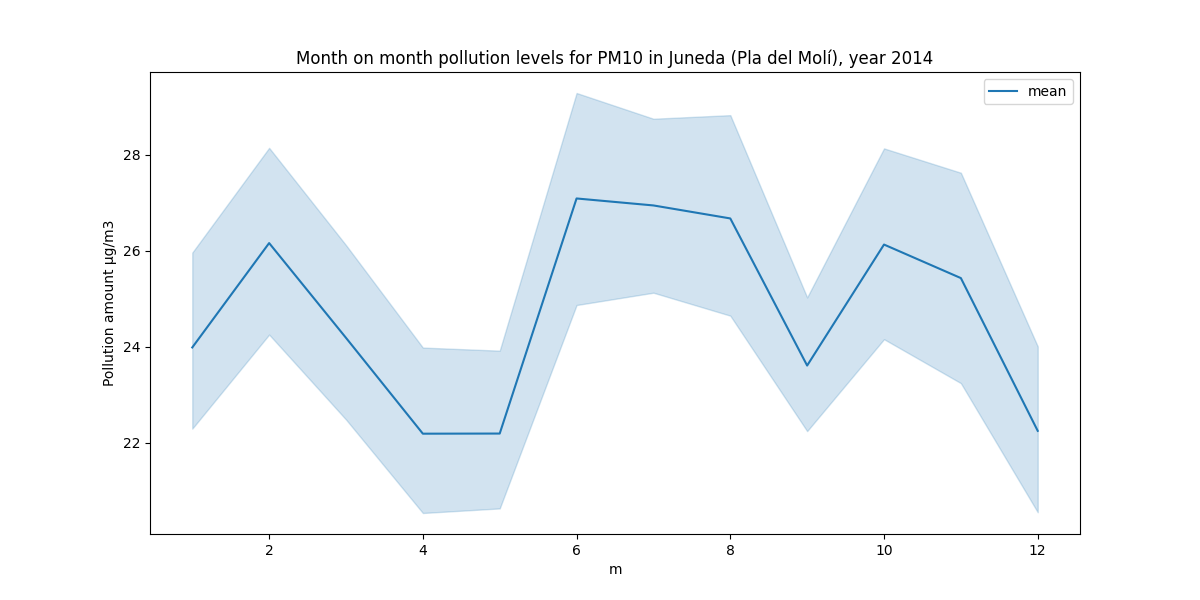 Month on month pollution levels for PM10 in Juneda (Pla del Molí), year 2014
mean
Pollution amount µg/m3
28
26
24
22
2 4 6 8 10 12
m